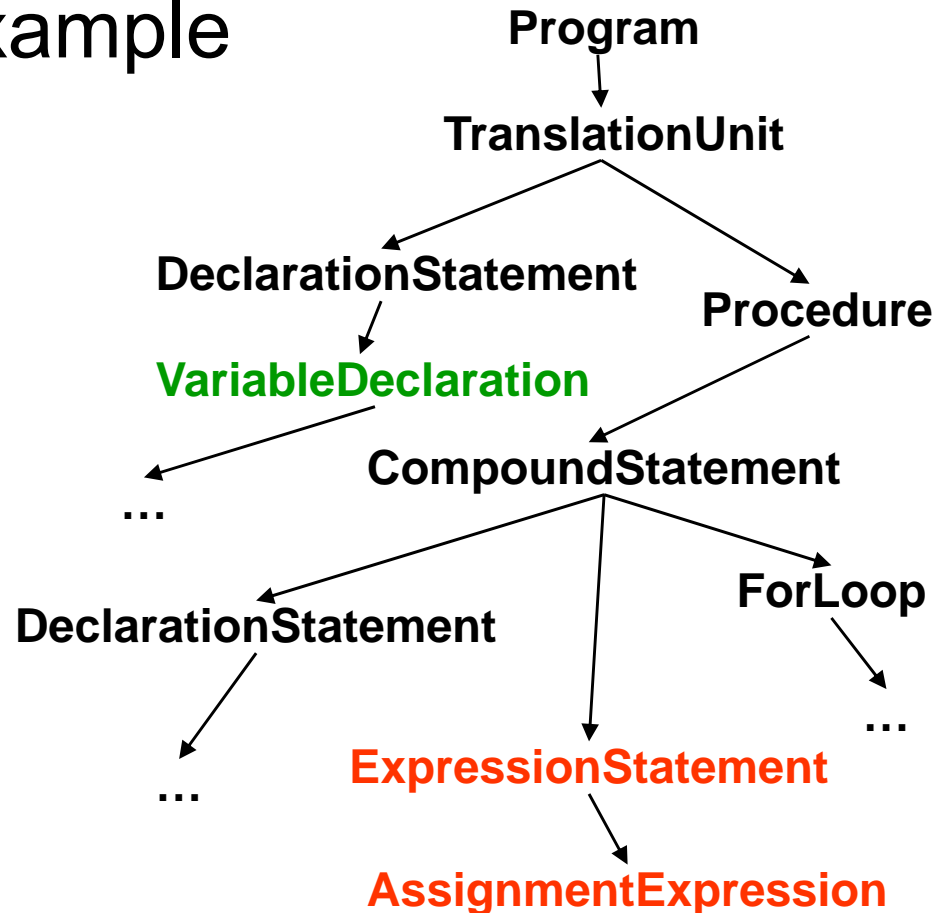 xample
Program
TranslationUnit
DeclarationStatement
Procedure
VariableDeclaration
CompoundStatement
...
ForLoop
DeclarationStatement
...
ExpressionStatement
...
AssignmentExpression